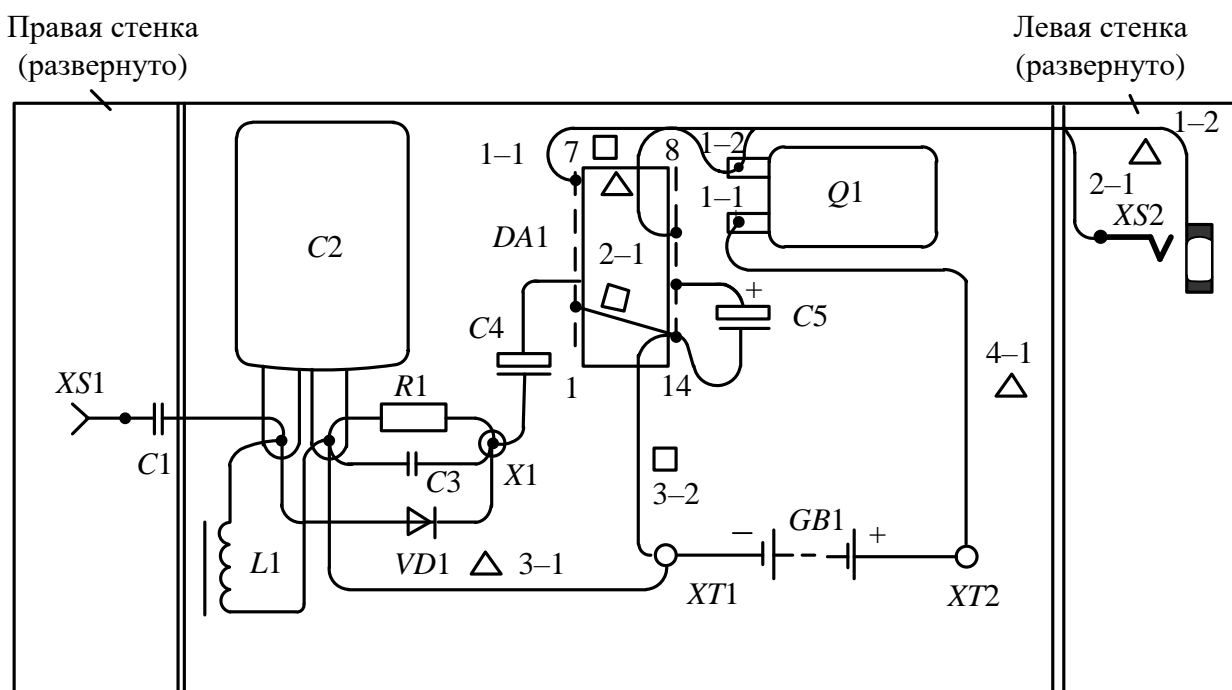 Правая стенка
(развернуто)
Левая стенка
(развернуто)
1–2
1–1
7
8
1–2
2–1
1–1
Q1
XS2
C2
DA1
2–1
+
C5
C4
4–1
XS1
R1
1
14
C1
C3
X1
3–2
GB1
–
+
L1
VD1
3–1
XT1
XT2